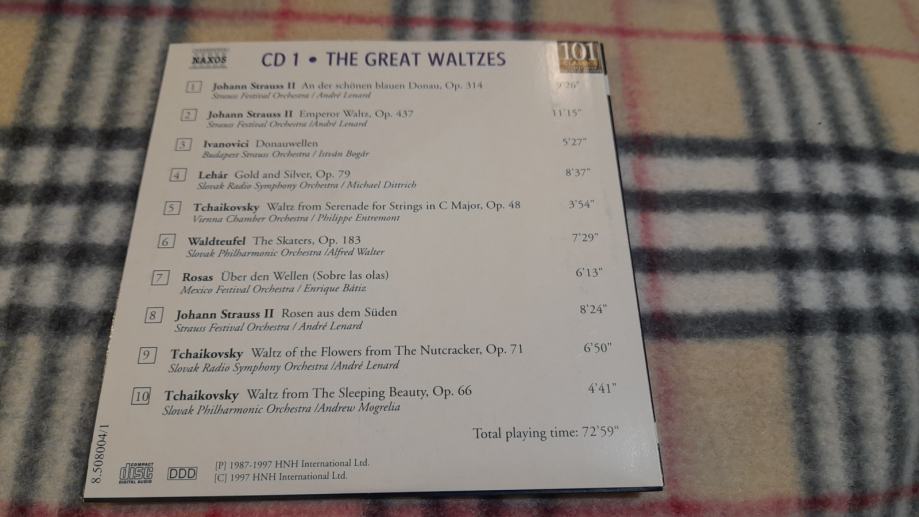 NAXOS
CD 1 • THE GREAT WALTZES
101
CLASSICS
1 Johann Strauss II An der schönen blauen Donau, Op. 314 9'26"
Strauss Festival Orchestra / André Lenard
2 Johann Strauss II Emperor Waltz, Op. 437 11'15"
Strauss Festival Orchestra /André Lenard
3 Ivanovici Donauwellen 5'27"
Budapest Strauss Orchestra / István Bogár
4 Lehár Gold and Silver, Op. 79 8'37"
Slovak Radio Symphony Orchestra / Michael Dittrich
5 Tchaikovsky Waltz from Serenade for Strings in C Major, Op. 48 3'54"
Vienna Chamber Orchestra / Philippe Entremont
6 Waldteufel The Skaters, Op. 183 7'29"
Slovak Philharmonic Orchestra /Alfred Walter
7 Rosas Über den Wellen (Sobre las olas) 6'13"
Mexico Festival Orchestra / Enrique Bátiz
8 Johann Strauss II Rosen aus dem Süden 8'24"
Strauss Festival Orchestra / André Lenard
9 Tchaikovsky Waltz of the Flowers from The Nutcracker, Op. 71 6'50"
Slovak Radio Symphony Orchestra /André Lenard
10 Tchaikovsky Waltz from The Sleeping Beauty, Op. 66 4'41"
Slovak Philharmonic Orchestra /Andrew Mogrelia
Total playing time: 72'59"
8.508004/1
COMPACT
disc
DIGITAL AUDIO
DDD
[P] 1987-1997 HNH International Ltd.
[C] 1997 HNH International Ltd.